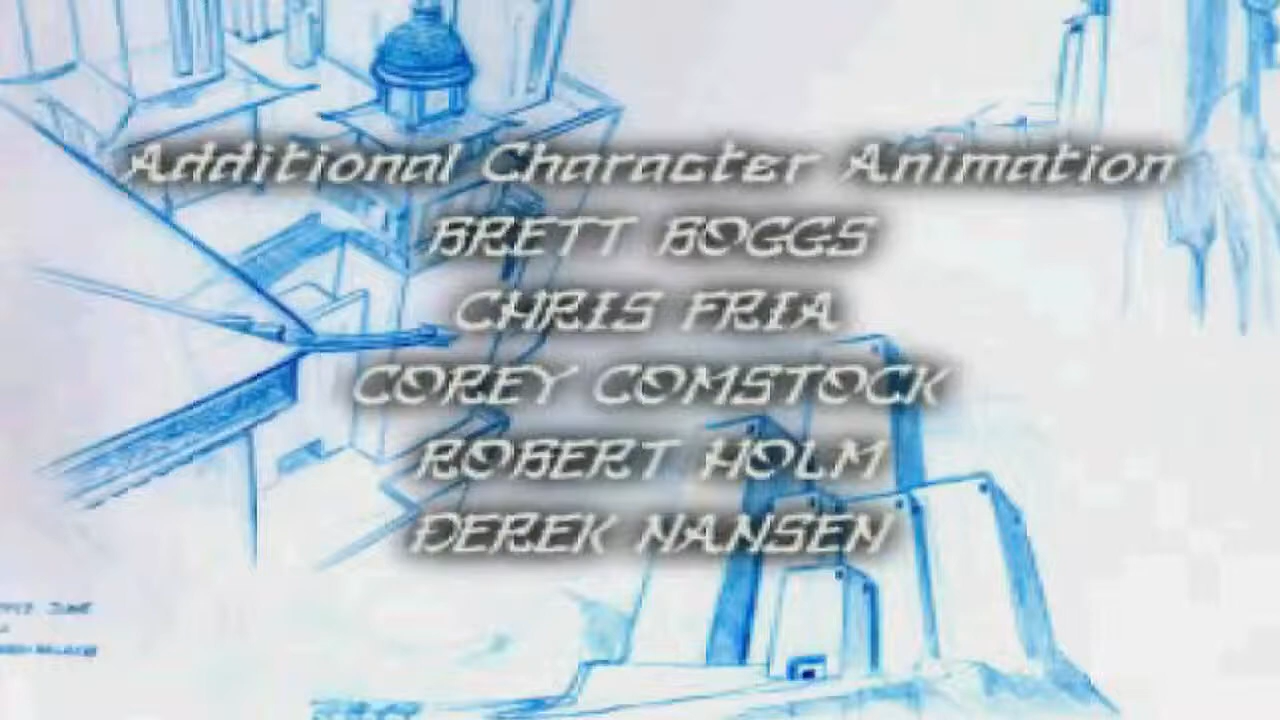 Additional Character Animation
BRETT BOGGS
CHRIS FRIA
COREY COMSTOCK
ROBERT HOLM
DEREK NANSEN